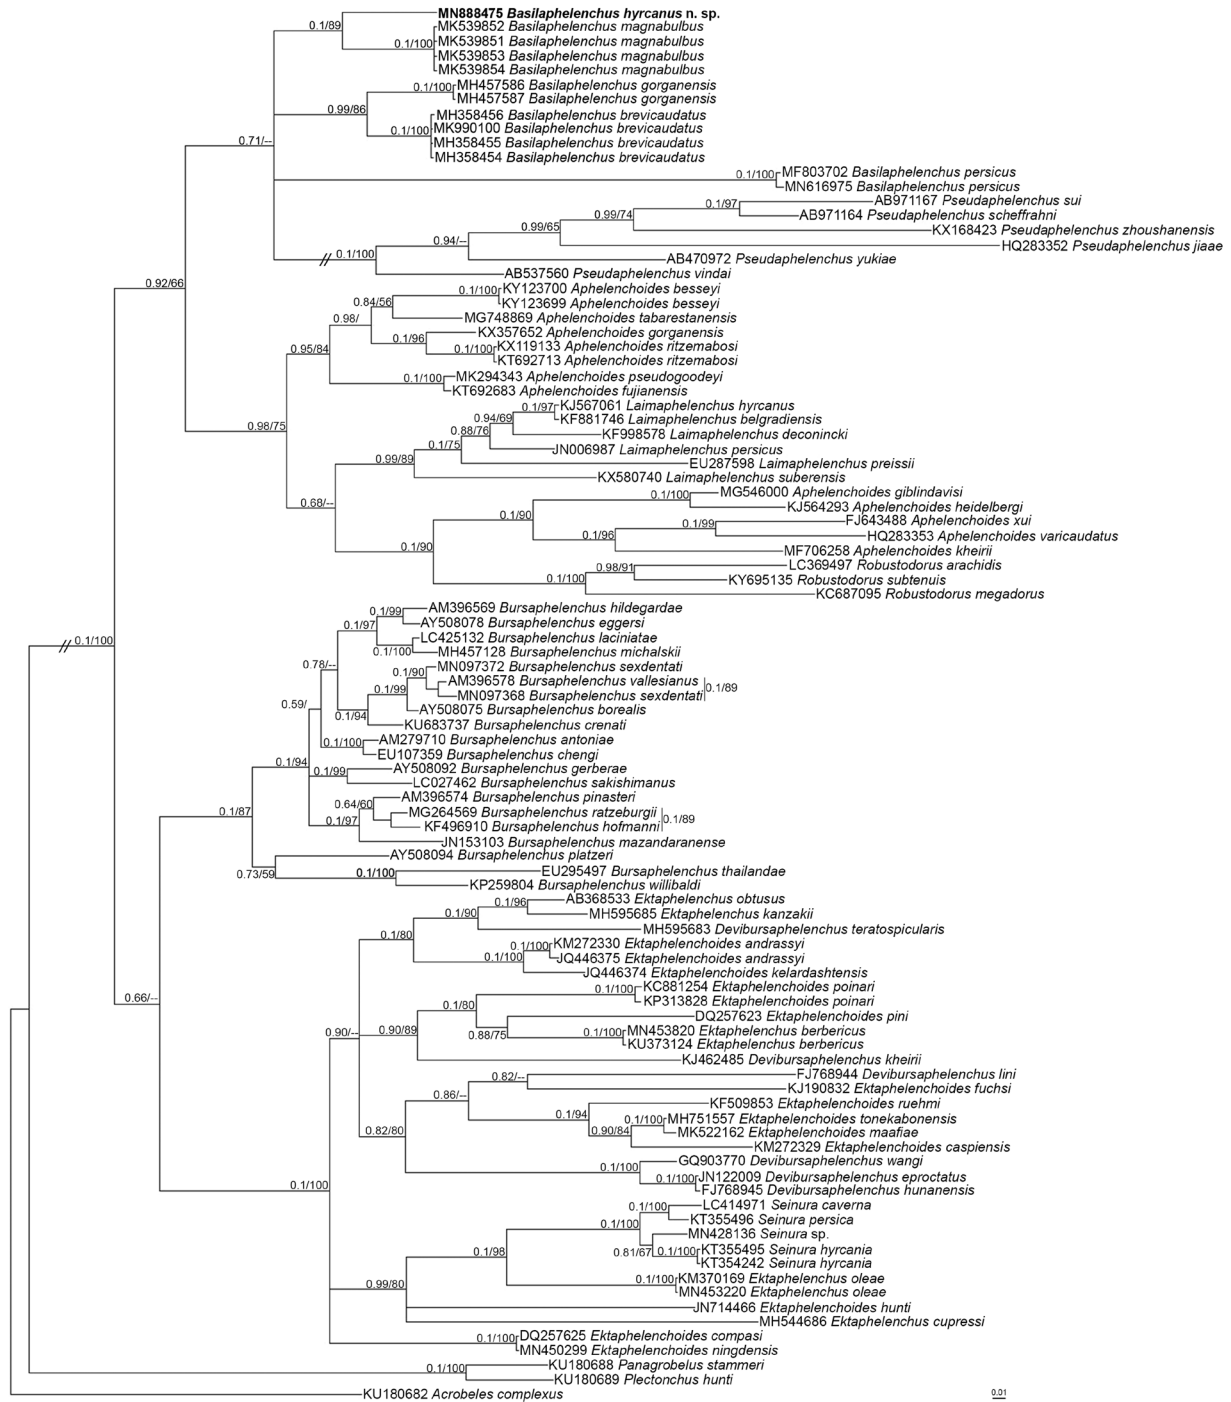 MN888475 Basilaphelenchus hyrcanus n. sp.
0.1/89
MK539852 Basilaphelenchus magnabulbus
0.1/100
MK539851 Basilaphelenchus magnabulbus
MK539853 Basilaphelenchus magnabulbus
MK539854 Basilaphelenchus magnabulbus
0.1/100
MH457586 Basilaphelenchus gorganensis
MH457587 Basilaphelenchus gorganensis
0.99/86
MH358456 Basilaphelenchus brevicaudatus
0.1/100
MK990100 Basilaphelenchus brevicaudatus
0.71/--
MH358455 Basilaphelenchus brevicaudatus
MH358454 Basilaphelenchus brevicaudatus
0.1/100
MF803702 Basilaphelenchus persicus
MN616975 Basilaphelenchus persicus
0.1/97
AB971167 Pseudaphelenchus sui
0.99/74
AB971164 Pseudaphelenchus scheffrahni
0.99/65
KX168423 Pseudaphelenchus zhoushanensis
0.94/--
HQ283352 Pseudaphelenchus jiaae
0.1/100
AB470972 Pseudaphelenchus yukiae
AB537560 Pseudaphelenchus vindai
0.92/66
0.1/100
KY123700 Aphelenchoides besseyi
0.84/56
KY123699 Aphelenchoides besseyi
0.98/
MG748869 Aphelenchoides tabarestanensis
0.1/96
KX357652 Aphelenchoides gorganensis
0.95/84
0.1/100
KX119133 Aphelenchoides ritzemabosi
KT692713 Aphelenchoides ritzemabosi
0.1/100
MK294343 Aphelenchoides pseudogoodeyi
KT692683 Aphelenchoides fujianensis
0.98/75
0.1/97
KJ567061 Laimaphelenchus hyrcanus
0.94/69
KF881746 Laimaphelenchus belgradiensis
0.88/76
KF998578 Laimaphelenchus deconincki
0.1/75
JN006987 Laimaphelenchus persicus
0.99/89
EU287598 Laimaphelenchus preissii
KX580740 Laimaphelenchus suberensis
0.68/--
0.1/100
MG546000 Aphelenchoides giblindavisi
KJ564293 Aphelenchoides heidelbergi
0.1/90
0.1/99
FJ643488 Aphelenchoides xui
0.1/96
HQ283353 Aphelenchoides varicaudatus
0.1/90
MF706258 Aphelenchoides kheirii
0.98/91
LC369497 Robustodorus arachidis
0.1/100
KY695135 Robustodorus subtenuis
KC687095 Robustodorus megadorus
0.1/100
0.1/99
AM396569 Bursaphelenchus hildegardae
0.1/97
AY508078 Bursaphelenchus eggersi
LC425132 Bursaphelenchus laciniatae
0.1/100
MH457128 Bursaphelenchus michalskii
0.78/--
0.1/90
MN097372 Bursaphelenchus sexdentati
AM396578 Bursaphelenchus vallesianus
0.1/89
0.1/99
MN097368 Bursaphelenchus sexdentati
AY508075 Bursaphelenchus borealis
0.59/
0.1/94
KU683737 Bursaphelenchus crenati
0.1/100
AM279710 Bursaphelenchus antoniae
EU107359 Bursaphelenchus chengi
0.1/94
0.1/99
AY508092 Bursaphelenchus gerberae
LC027462 Bursaphelenchus sakishimanus
AM396574 Bursaphelenchus pinasteri
0.64/60
0.1/87
MG264569 Bursaphelenchus ratzeburgii
0.1/89
0.1/97
KF496910 Bursaphelenchus hofmanni
JN153103 Bursaphelenchus mazandaranense
AY508094 Bursaphelenchus platzeri
0.73/59
0.1/100
EU295497 Bursaphelenchus thailandae
KP259804 Bursaphelenchus willibaldi
0.1/96
AB368533 Ektaphelenchus obtusus
0.1/90
MH595685 Ektaphelenchus kanzakii
0.1/80
MH595683 Devibursaphelenchus teratospicularis
0.1/100
KM272330 Ektaphelenchoides andrassyi
0.1/100
JQ446375 Ektaphelenchoides andrassyi
JQ446374 Ektaphelenchoides kelardashtensis
0.1/100
KC881254 Ektaphelenchoides poinari
0.66/--
0.1/80
KP313828 Ektaphelenchoides poinari
DQ257623 Ektaphelenchoides pini
0.90/--
0.90/89
0.88/75
0.1/100
MN453820 Ektaphelenchus berbericus
KU373124 Ektaphelenchus berbericus
KJ462485 Devibursaphelenchus kheirii
0.82/--
FJ768944 Devibursaphelenchus lini
0.86/--
KJ190832 Ektaphelenchoides fuchsi
0.1/94
KF509853 Ektaphelenchoides ruehmi
0.1/100
MH751557 Ektaphelenchoides tonekabonensis
0.82/80
0.90/84
MK522162 Ektaphelenchoides maafiae
KM272329 Ektaphelenchoides caspiensis
0.1/100
GQ903770 Devibursaphelenchus wangi
0.1/100
JN122009 Devibursaphelenchus eproctatus
0.1/100
FJ768945 Devibursaphelenchus hunanensis
0.1/100
LC414971 Seinura caverna
0.1/100
KT355496 Seinura persica
MN428136 Seinura sp.
0.1/98
0.81/67
0.1/100
KT355495 Seinura hyrcania
KT354242 Seinura hyrcania
0.99/80
0.1/100
KM370169 Ektaphelenchus oleae
MN453220 Ektaphelenchus oleae
JN714466 Ektaphelenchoides hunti
MH544686 Ektaphelenchus cupressi
0.1/100
DQ257625 Ektaphelenchoides compasi
MN450299 Ektaphelenchoides ningdensis
0.1/100
KU180688 Panagrobelus stammeri
KU180689 Plectonchus hunti
KU180682 Acrobeles complexus
0.01